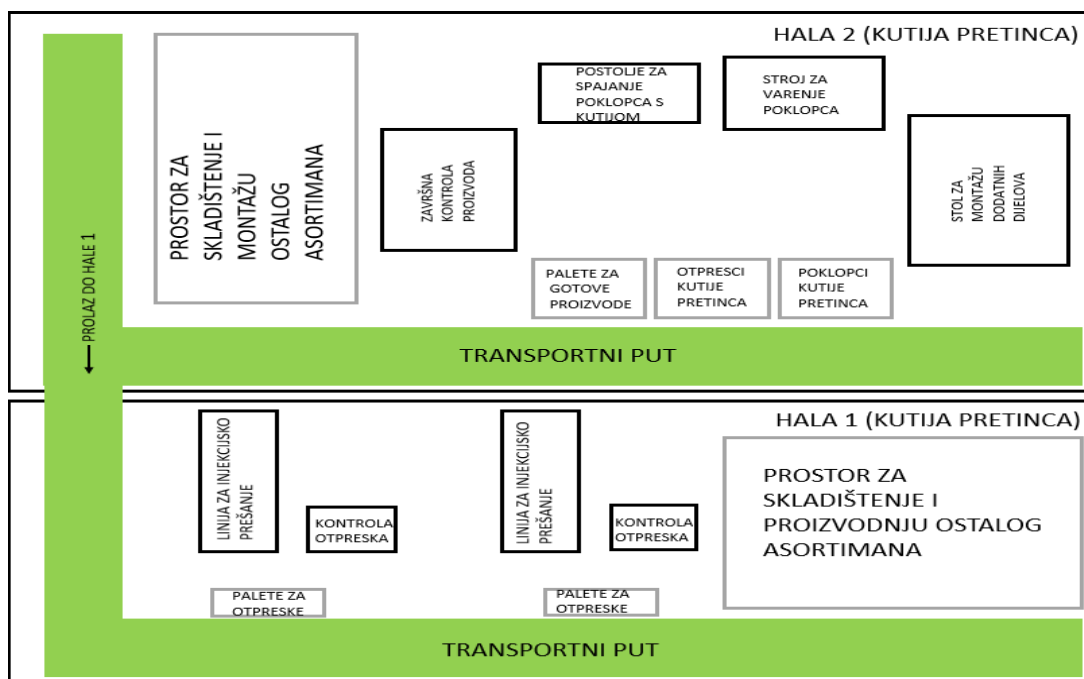 HALA 2 (KUTIJA PRETINCA)
PROSTOR ZA
SKLADIŠTENJE I
MONTAŽU
OSTALOG
ASORTIMANA
POSTOLJE ZA
SPAJANJE
POKLOPCA S
KUTIJOM
STROJ ZA
VARENJE
POKLOPCA
ZAVRŠNA
KONTROLA
PROIZVODA
STOL ZA
MONTAŽU
DODATNIH
DIJELOVA
PALETE ZA
GOTOVE
PROIZVODE
OTPRESCI
KUTIJE
PRETINCA
POKLOPCI
KUTIJE
PRETINCA
PROLAZ DO HALE 1
TRANSPORTNI PUT
HALA 1 (KUTIJA PRETINCA)
LINIJA ZA INJEKCIJSKO
PREŠANJE
KONTROLA
OTPRESKA
LINIJA ZA INJEKCIJSKO
PREŠANJE
KONTROLA
OTPRESKA
PROSTOR ZA
SKLADIŠTENJE I
PROIZVODNJU OSTALOG
ASORTIMANA
PALETE ZA
OTPRESKE
PALETE ZA
OTPRESKE
TRANSPORTNI PUT